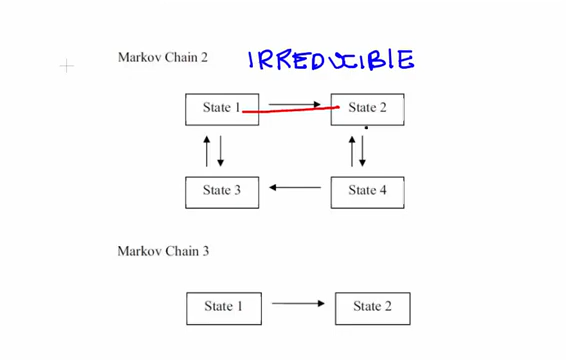 Markov Chain 2 IRREDUCIBLE
State 1 State 2
State 3 State 4
Markov Chain 3
State 1 State 2